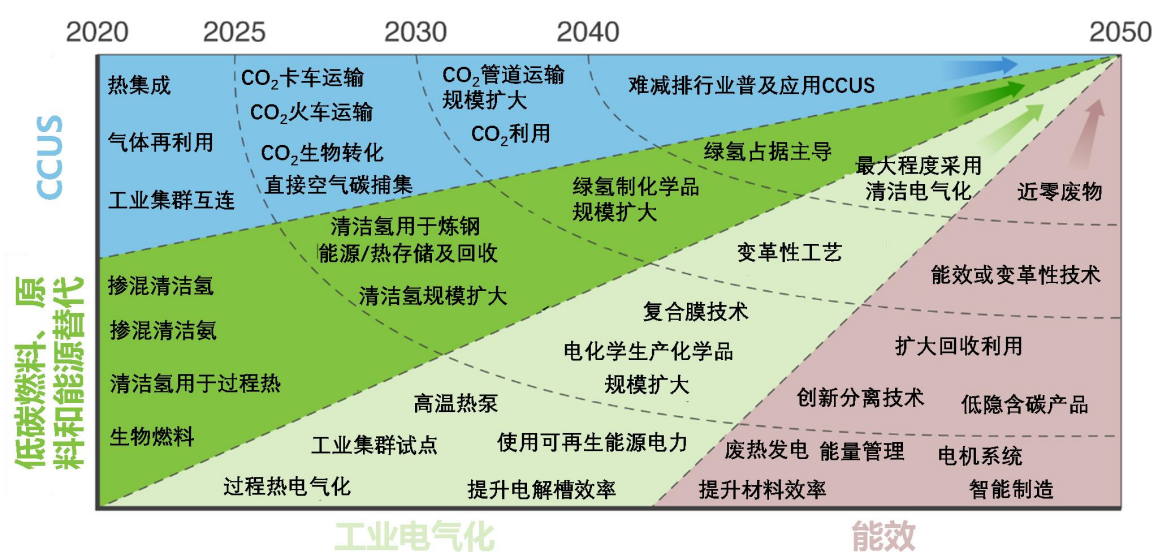 2020
2025
2030
2040
2050
CCUS
热集成
气体再利用
工业集群互连
CO₂卡车运输
CO₂火车运输
CO₂生物转化
直接空气碳捕集
CO₂管道运输
规模扩大
CO₂利用
难减排行业普及应用CCUS
低碳燃料、原
料和能源替代
掺混清洁氢
掺混清洁氨
清洁氢用于过程热
生物燃料
清洁氢用于炼钢
能源/热存储及回收
清洁氢规模扩大
绿氢制化学品
规模扩大
绿氢占据主导
最大程度采用
清洁电气化
变革性工艺
复合膜技术
电化学生产化学品
规模扩大
高温热泵
工业集群试点
使用可再生能源电力
过程热电气化
提升电解槽效率
近零废物
能效或变革性技术
扩大回收利用
创新分离技术
低隐含碳产品
废热发电
能量管理
电机系统
提升材料效率
智能制造
工业电气化
能效